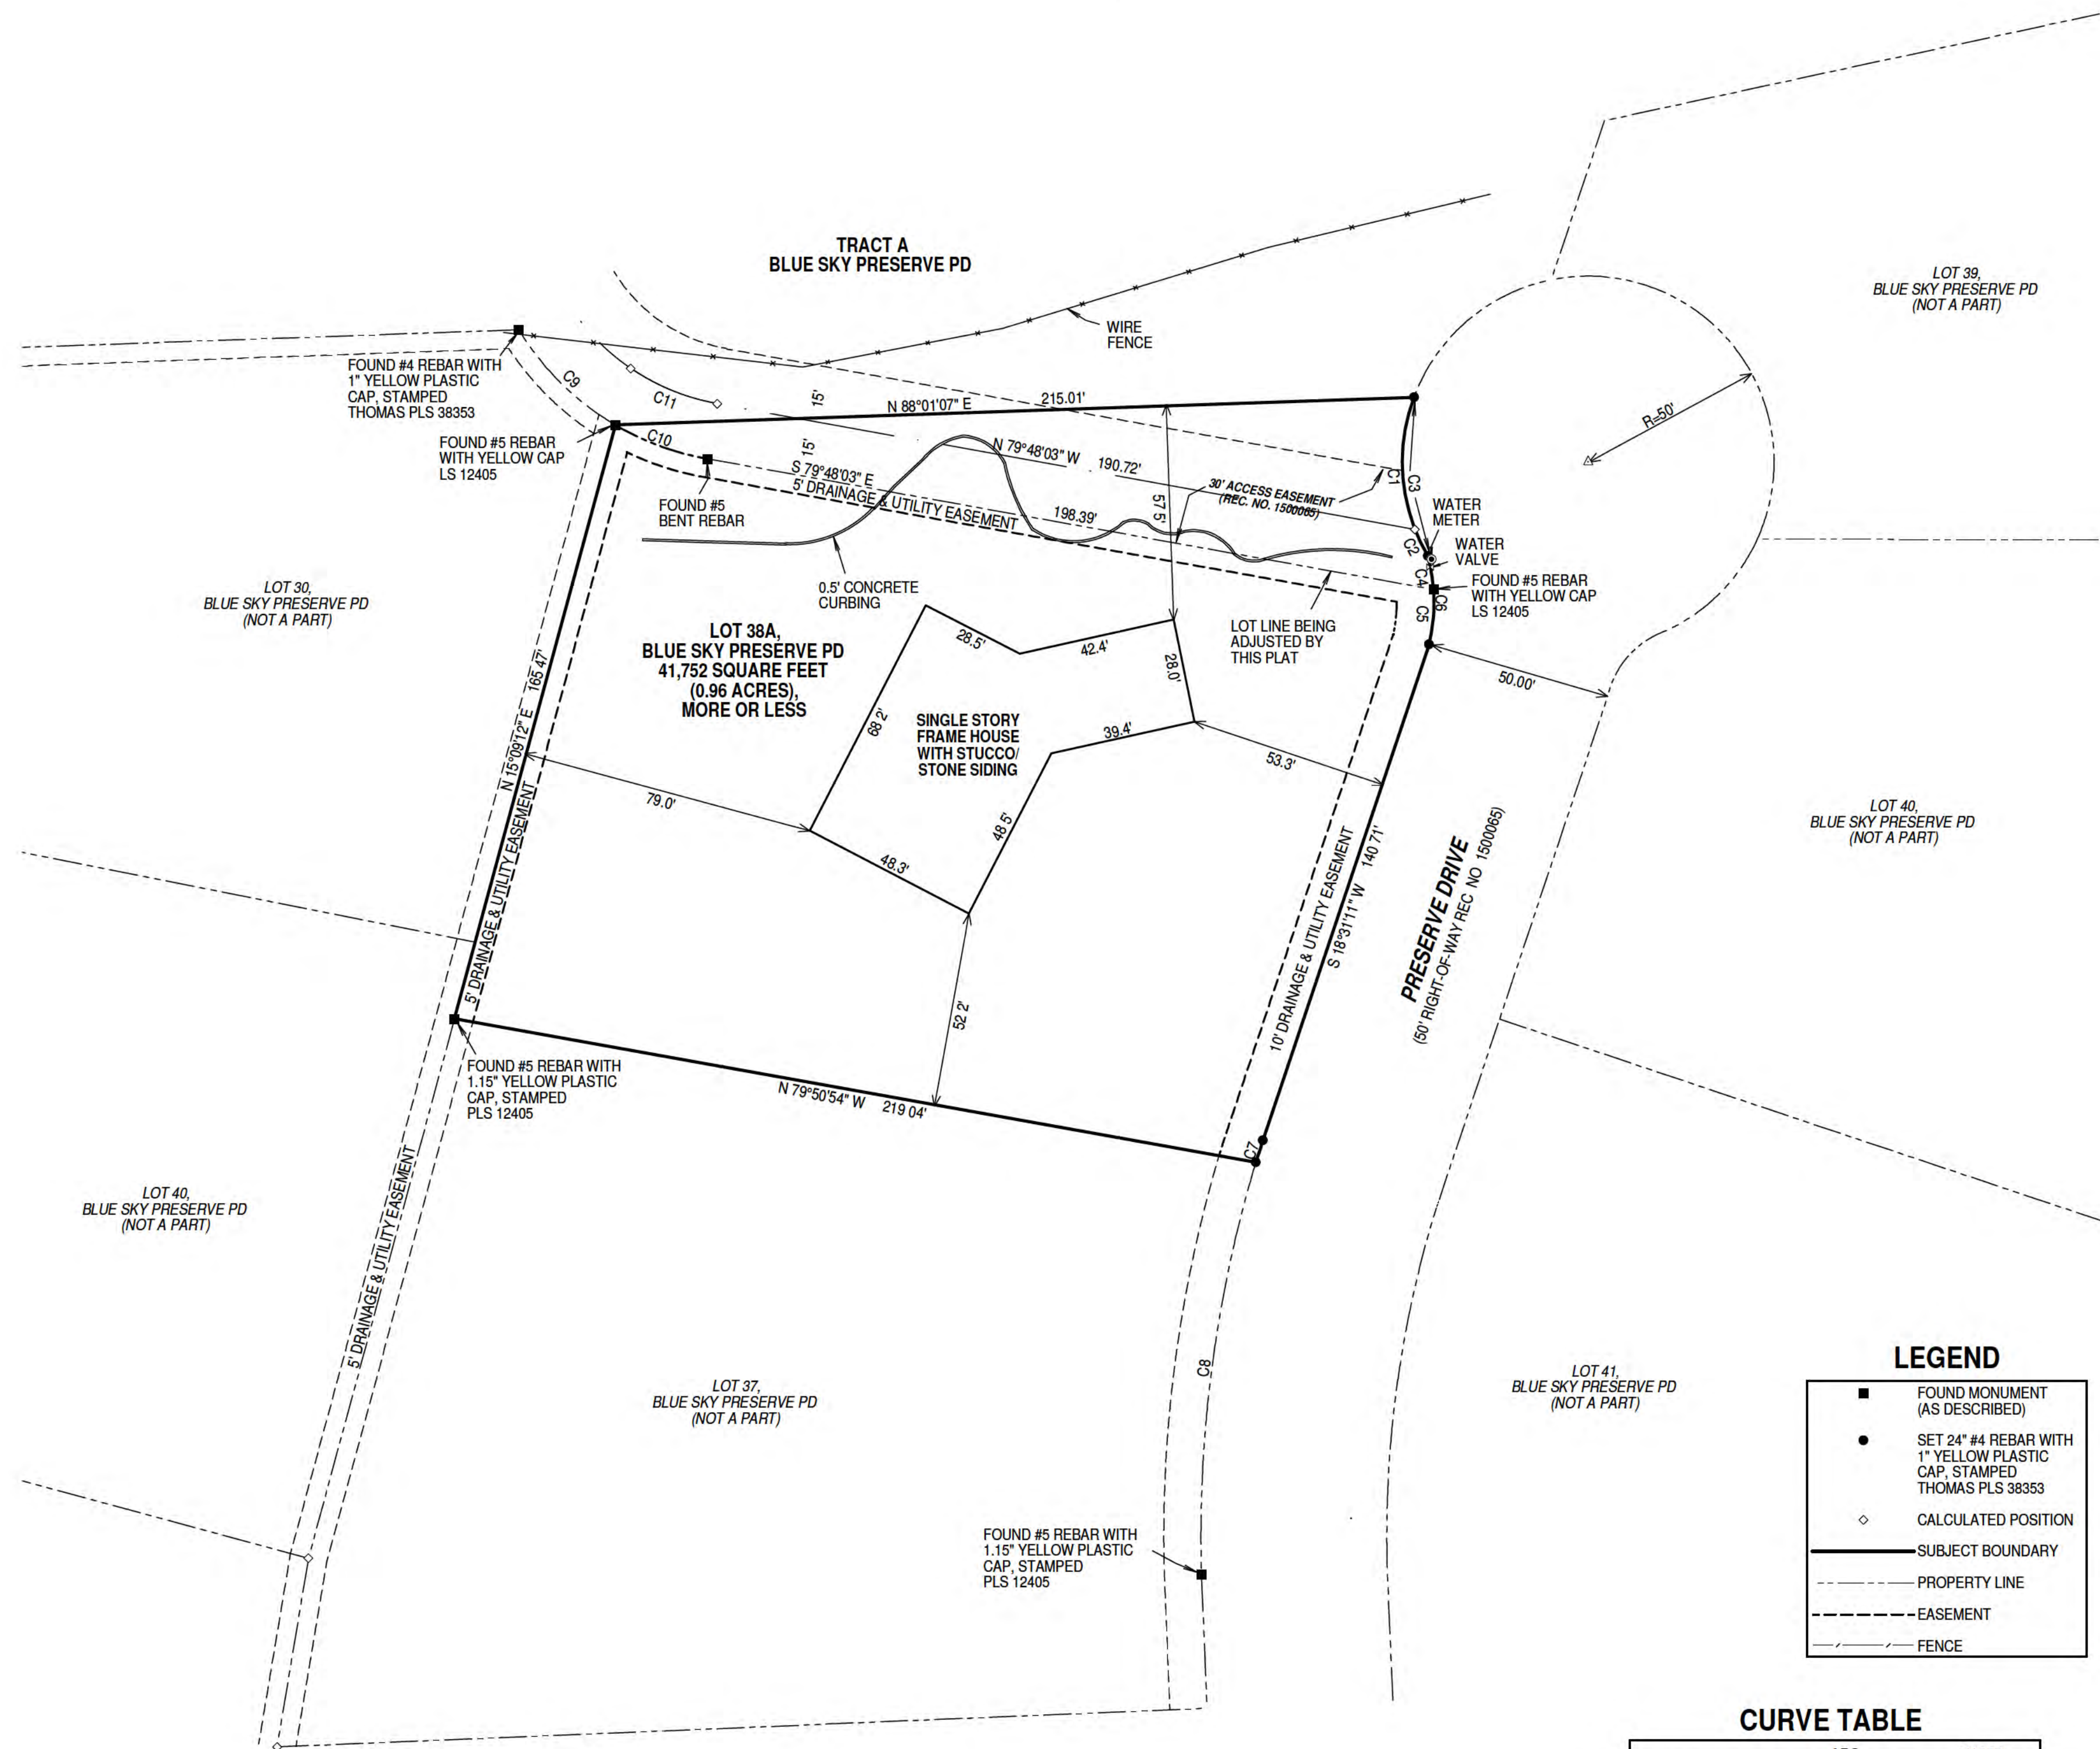 TRACT A
BLUE SKY PRESERVE PD
LOT 39,
BLUE SKY PRESERVE PD
(NOT A PART)
WIRE
FENCE
FOUND #4 REBAR WITH
1" YELLOW PLASTIC
CAP, STAMPED
THOMAS PLS 38353
C9
C11
15'
N 88°01'07" E 215.01'
R=50'
FOUND #5 REBAR
WITH YELLOW CAP
LS 12405
C10
15'
N 79°48'03" W 190.72'
S 79°48'03" E 198.39'
5' DRAINAGE & UTILITY EASEMENT
30' ACCESS EASEMENT
(REC. NO. 1500065)
C1
C3
FOUND #5
BENT REBAR
57 5'
WATER
METER
C2
WATER
VALVE
C4
FOUND #5 REBAR
WITH YELLOW CAP
LS 12405
C6
C5
0.5' CONCRETE
CURBING
LOT 30,
BLUE SKY PRESERVE PD
(NOT A PART)
LOT LINE BEING
ADJUSTED BY
THIS PLAT
LOT 38A,
BLUE SKY PRESERVE PD
41,752 SQUARE FEET
(0.96 ACRES),
MORE OR LESS
28.5'
42.4'
28.0'
50.00'
68 2'
SINGLE STORY
FRAME HOUSE
WITH STUCCO/
STONE SIDING
39.4'
53.3'
N 15°09'12" E 165 47'
5' DRAINAGE & UTILITY EASEMENT
79.0'
48 5'
48.3'
LOT 40,
BLUE SKY PRESERVE PD
(NOT A PART)
PRESERVE DRIVE
(50' RIGHT-OF-WAY REC NO 1500065)
10' DRAINAGE & UTILITY EASEMENT
S 18°31'11" W 140 71'
52 2'
FOUND #5 REBAR WITH
1.15" YELLOW PLASTIC
CAP, STAMPED
PLS 12405
N 79°50'54" W 219 04'
C7
LOT 40,
BLUE SKY PRESERVE PD
(NOT A PART)
5' DRAINAGE & UTILITY EASEMENT
C8
LOT 37,
BLUE SKY PRESERVE PD
(NOT A PART)
LOT 41,
BLUE SKY PRESERVE PD
(NOT A PART)
FOUND #5 REBAR WITH
1.15" YELLOW PLASTIC
CAP, STAMPED
PLS 12405
LEGEND
FOUND MONUMENT
(AS DESCRIBED)
SET 24" #4 REBAR WITH
1" YELLOW PLASTIC
CAP, STAMPED
THOMAS PLS 38353
CALCULATED POSITION
SUBJECT BOUNDARY
PROPERTY LINE
EASEMENT
FENCE
CURVE TABLE